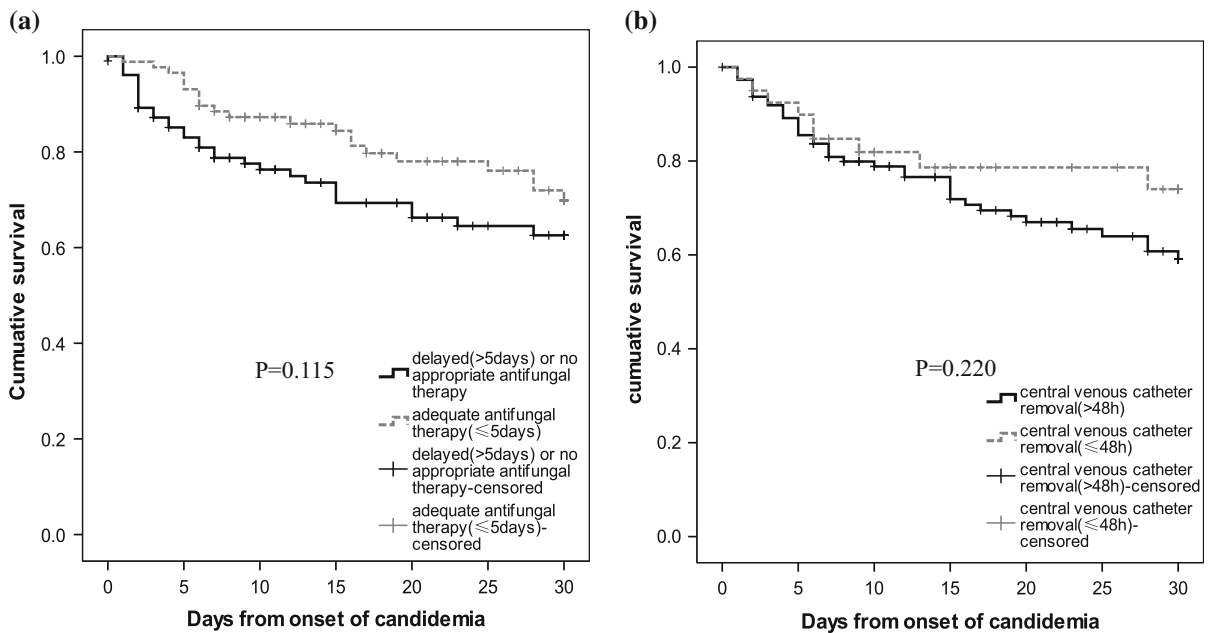 (a)
1.0
0.8
0.6
0.4
0.2
0.0
Cumuative survival
P=0.115
delayed(>5days) or no
appropriate antifungal
therapy
adequate antifungal
therapy(≤5days)
delayed(>5days) or no
appropriate antifungal
therapy-censored
adequate antifungal
therapy(≤5days)-
censored
0 5 10 15 20 25 30
Days from onset of candidemia
(b)
1.0
0.8
0.6
0.4
0.2
0.0
cumuative survival
P=0.220
central venous catheter
removal(>48h)
central venous catheter
removal(≤48h)
central venous catheter
removal(>48h)-censored
central venous catheter
removal(≤48h)-
censored
0 5 10 15 20 25 30
Days from onset of candidemia